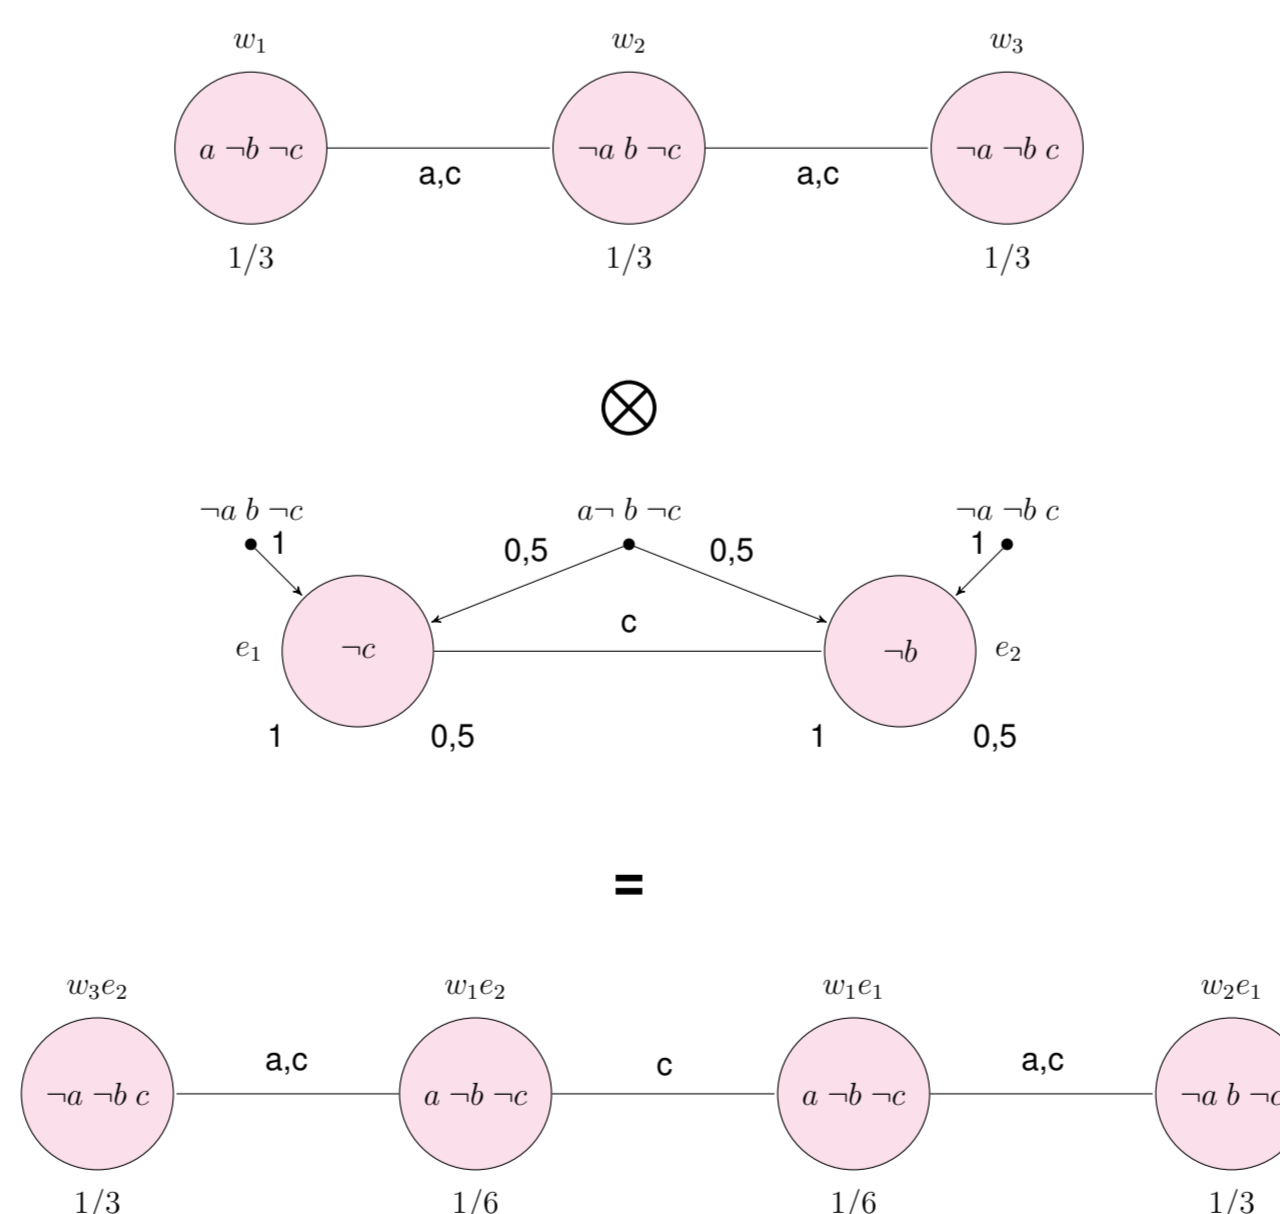 w₁ w₂ w₃
a ¬b ¬c ¬a b ¬c ¬a ¬b c
a,c a,c
1/3 1/3 1/3
⊗
¬a b ¬c a¬ b ¬c ¬a ¬b c
1 0,5 0,5 1
c
e₁ ¬c ¬b e₂
1 0,5 1 0,5
=
w₃e₂ w₁e₂ w₁e₁ w₂e₁
a,c c a,c
¬a ¬b c a ¬b ¬c a ¬b ¬c ¬a b ¬c
1/3 1/6 1/6 1/3